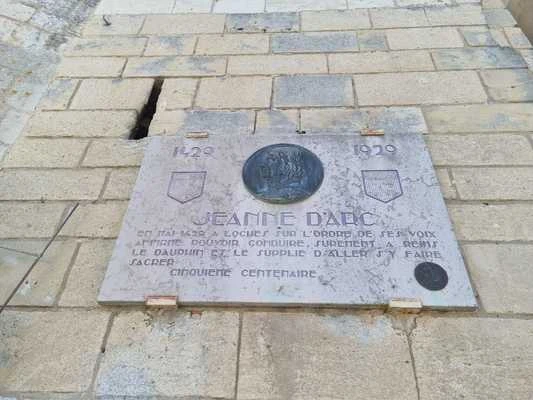 1429 1929
JEANNE D'ARC
EN MAI 1429 A LOCHES SUR L'ORDRE DE SES VOIX
AFFIRME POUVOIR CONDUIRE, SUREMENT, A REIMS
LE DAUPHIN ET LE SUPPLIE D'ALLER S'Y FAIRE
SACRER
CINQUIEME CENTENAIRE